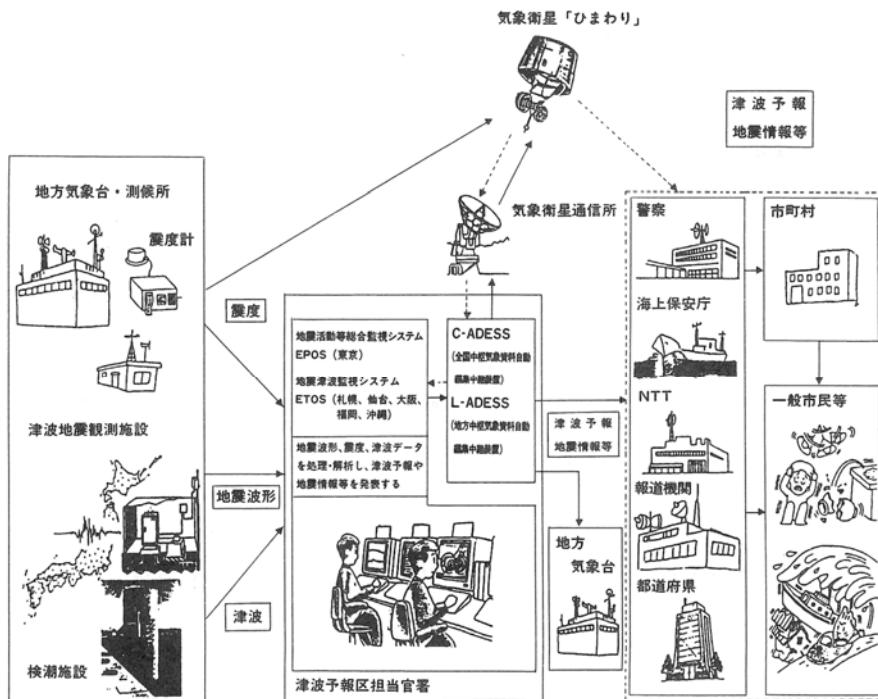 気象衛星「ひまわり」
津波予報
地震情報等
地方気象台・測候所
震度計
津波地震観測施設
検潮施設
気象衛星通信所
震度
地震波形
津波
地震活動等総合監視システム
EPOS（東京）
地震津波監視システム
ETOS（札幌、仙台、大阪、
福岡、沖縄）
地震波形、震度、津波データ
を処理・解析し、津波予報や
地震情報等を発表する
C-ADESS
（全国中枢気象資料自動
編集中継装置）
L-ADESS
（地方中枢気象資料自動
編集中継装置）
津波予報区担当官署
津波予報
地震情報等
地方
気象台
警察
海上保安庁
NTT
報道機関
都道府県
市町村
一般市民等